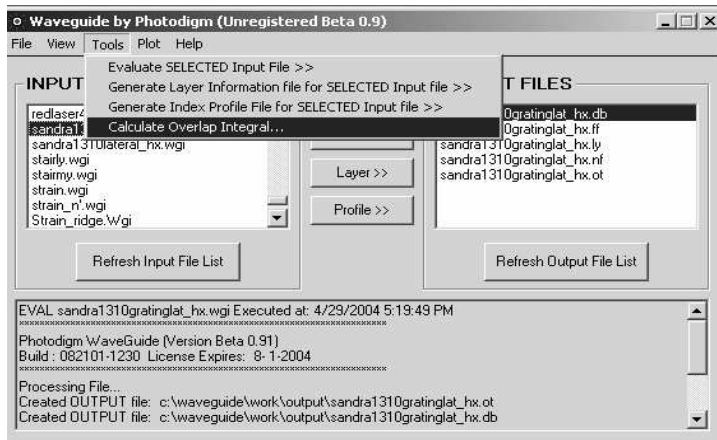 Waveguide by Photodigm (Unregistered Beta 0.9)
File View Tools Plot Help
Evaluate SELECTED Input File >>
Generate Layer Information file for SELECTED Input file >>
Generate Index Profile File for SELECTED Input file >>
Calculate Overlap Integral...
INPUT
redlaser4
sandra13
sandra1310lateral_hx.wgi
stairly.wgi
stairmy.wgi
strain.wgi
strain_n'.wgi
Strain_ridge.Wgi
Refresh Input File List
Layer >>
Profile >>
T FILES
0gratinglat_hx.db
0gratinglat_hx.ff
sandra1310gratinglat_hx.ly
sandra1310gratinglat_hx.nf
sandra1310gratinglat_hx.ot
Refresh Output File List
EVAL sandra1310gratinglat_hx.wgi Executed at: 4/29/2004 5:19:49 PM
Photodigm WaveGuide (Version Beta 0.91)
Build : 082101-1230 License Expires: 8- 1-2004
Processing File...
Created OUTPUT file: c:\waveguide\work\output\sandra1310gratinglat_hx.ot
Created OUTPUT file: c:\waveguide\work\output\sandra1310gratinglat_hx.db